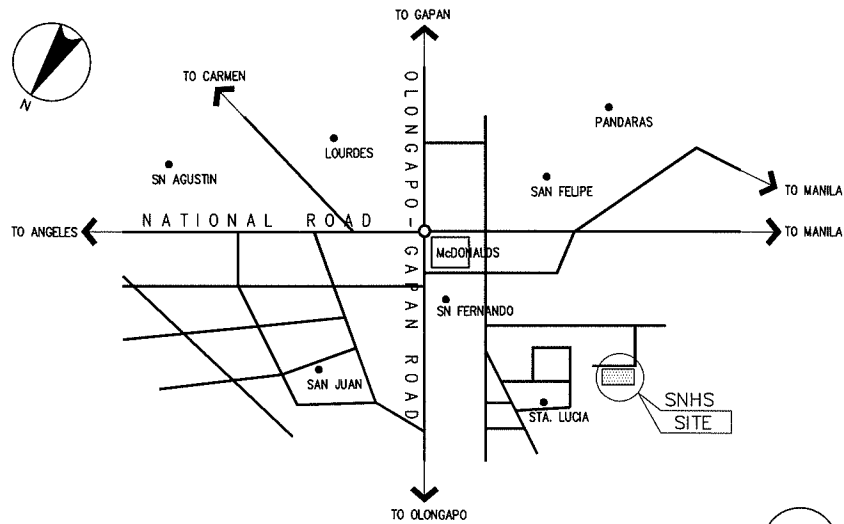 TO GAPAN
TO CARMEN
N
PANDARAS
LOURDES
SN AGUSTIN
SAN FELIPE
TO MANILA
NATIONAL ROAD
TO ANGELES
TO MANILA
OLONGAPO-GAPAN ROAD
McDONALDS
SN FERNANDO
SAN JUAN
STA. LUCIA
SNHS
SITE
TO OLONGAPO